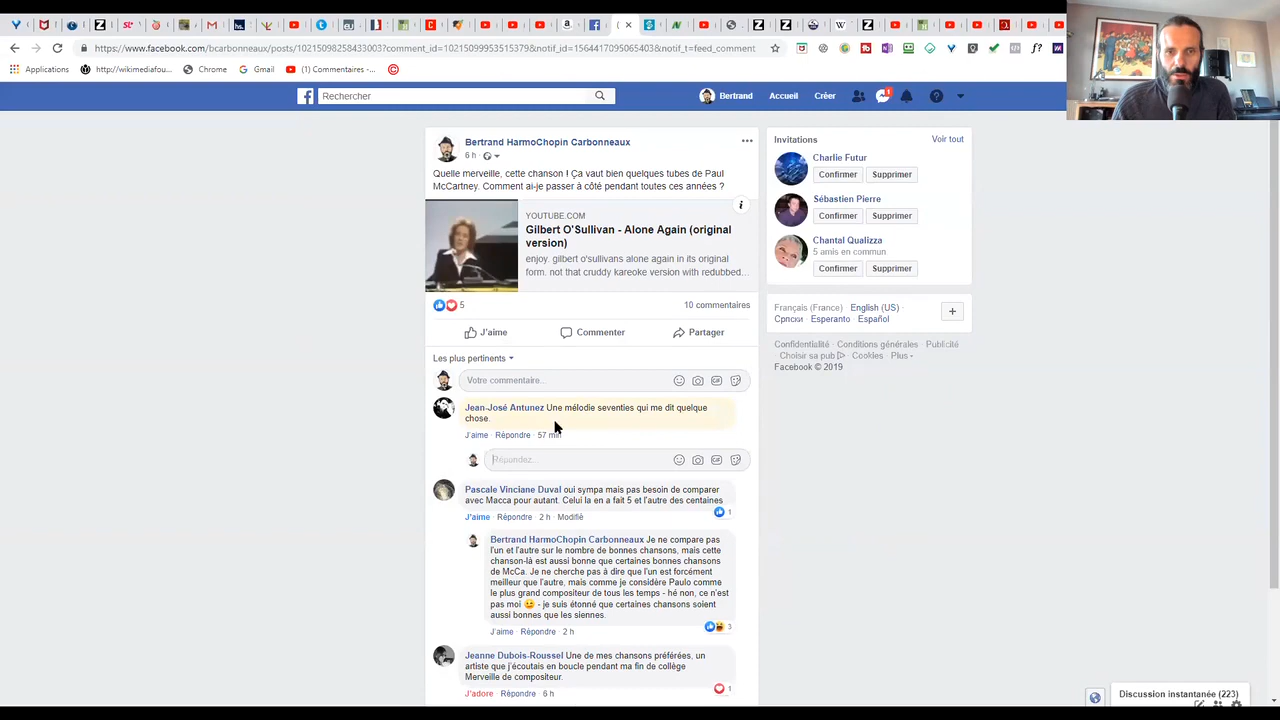 https://www.facebook.com/bcarbonneaux/posts/10215098258433003?comment_id=10215099953515379&notif_id=1564417095065403&notif_t=feed_comment
Applications
http://wikimediafou...
Chrome
Gmail
(1) Commentaires -...
Rechercher
Bertrand
Accueil
Créer
1
Bertrand HarmoChopin Carbonneaux
6 h
Quelle merveille, cette chanson ! Ça vaut bien quelques tubes de Paul
McCartney. Comment ai-je passer à côté pendant toutes ces années ?
YOUTUBE.COM
Gilbert O'Sullivan - Alone Again (original
version)
enjoy. gilbert o'sullivans alone again in its original
form. not that cruddy kareoke version with redubbed...
5
10 commentaires
J'aime
Commenter
Partager
Les plus pertinents
Votre commentaire...
Jean-José Antunez Une mélodie seventies qui me dit quelque
chose.
J'aime · Répondre · 57 min
Répondez...
Pascale Vinciane Duval oui sympa mais pas besoin de comparer
avec Macca pour autant. Celui la en a fait 5 et l'autre des centaines
1
J'aime · Répondre · 2 h · Modifié
Bertrand HarmoChopin Carbonneaux Je ne compare pas
l'un et l'autre sur le nombre de bonnes chansons, mais cette
chanson-là est aussi bonne que certaines bonnes chansons
de McCa. Je ne cherche pas à dire que l'un est forcément
meilleur que l'autre, mais comme je considère Paulo comme
le plus grand compositeur de tous les temps - hé non, ce n'est
pas moi 😉 - je suis étonné que certaines chansons soient
aussi bonnes que les siennes.
3
J'aime · Répondre · 2 h
Jeanne Dubois-Roussel Une de mes chansons préférées, un
artiste que j'écoutais en boucle pendant ma fin de collège
Merveille de compositeur.
1
J'adore · Répondre · 6 h
Invitations
Voir tout
Charlie Futur
Confirmer
Supprimer
Sébastien Pierre
Confirmer
Supprimer
Chantal Qualizza
5 amis en commun
Confirmer
Supprimer
Français (France) · English (US) ·
Српски · Esperanto · Español
Confidentialité · Conditions générales · Publicité
· Choisir sa pub · Cookies · Plus
Facebook © 2019
Discussion instantanée (223)